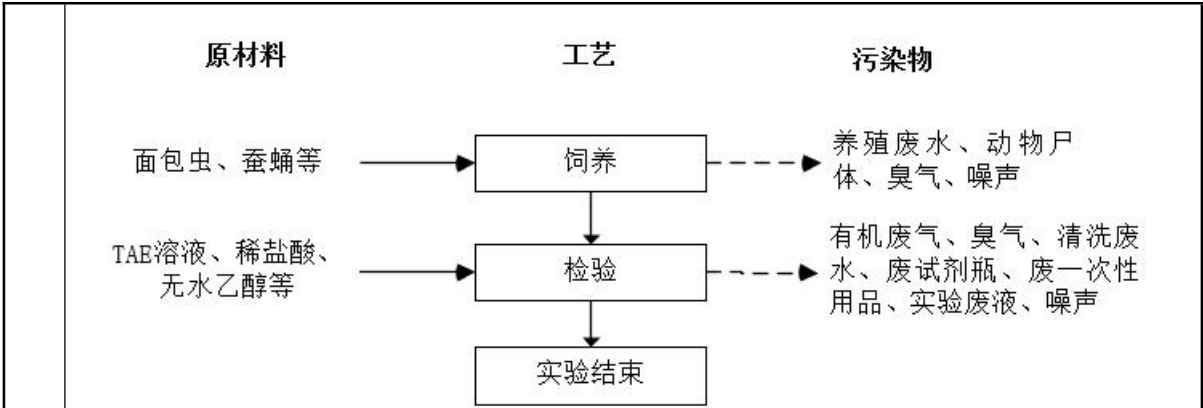 原材料 工艺 污染物
面包虫、蚕蛹等
饲养
养殖废水、动物尸
体、臭气、噪声
TAE溶液、稀盐酸、
无水乙醇等
检验
有机废气、臭气、清洗废
水、废试剂瓶、废一次性
用品、实验废液、噪声
实验结束